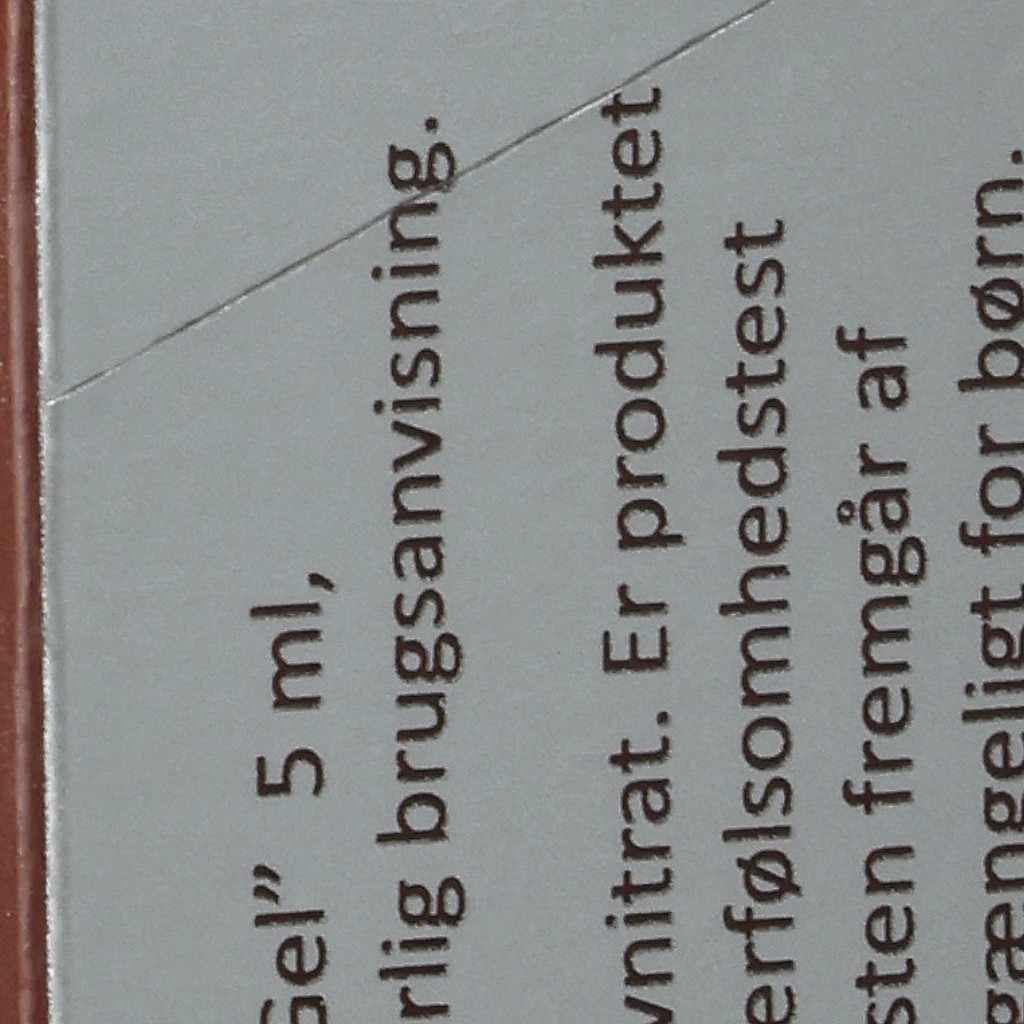 Gel” 5 ml,
rlig brugsanvisning.
vnitrat. Er produktet
erfølsomhedstest
sten fremgår af
gængeligt for børn.